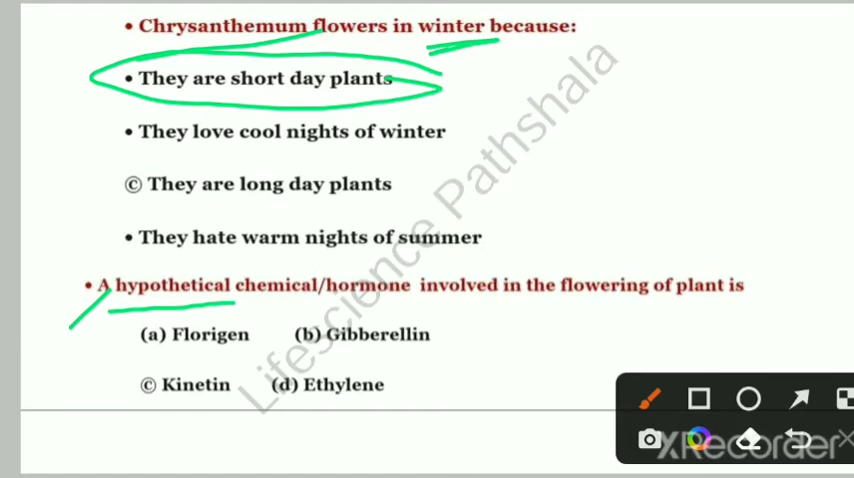 • Chrysanthemum flowers in winter because:
• They are short day plants
• They love cool nights of winter
© They are long day plants
• They hate warm nights of summer
• A hypothetical chemical/hormone involved in the flowering of plant is
(a) Florigen (b) Gibberellin
© Kinetin (d) Ethylene
Lifescience Pathshala
XRecorder